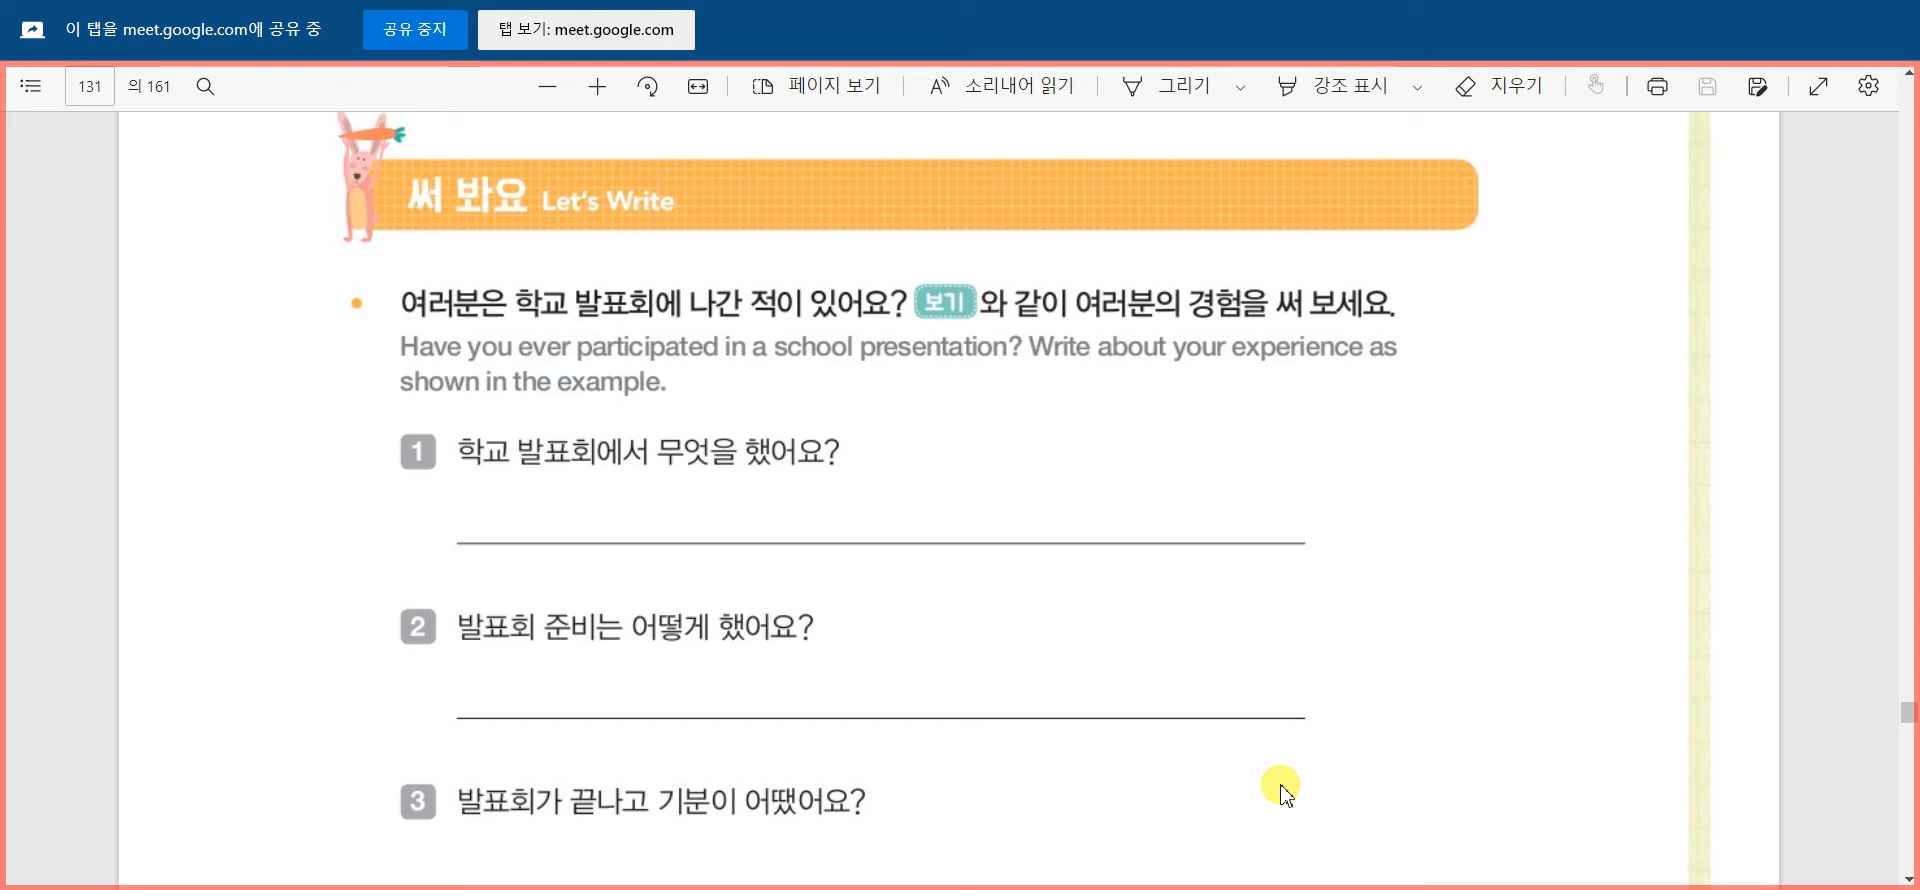 이 탭을 meet.google.com에 공유 중 공유 중지 탭 보기: meet.google.com
131 의 161 페이지 보기 소리내어 읽기 그리기 강조 표시 지우기
써 봐요 Let's Write
여러분은 학교 발표회에 나간 적이 있어요? 보기 와 같이 여러분의 경험을 써 보세요.
Have you ever participated in a school presentation? Write about your experience as
shown in the example.
1 학교 발표회에서 무엇을 했어요?
2 발표회 준비는 어떻게 했어요?
3 발표회가 끝나고 기분이 어땠어요?